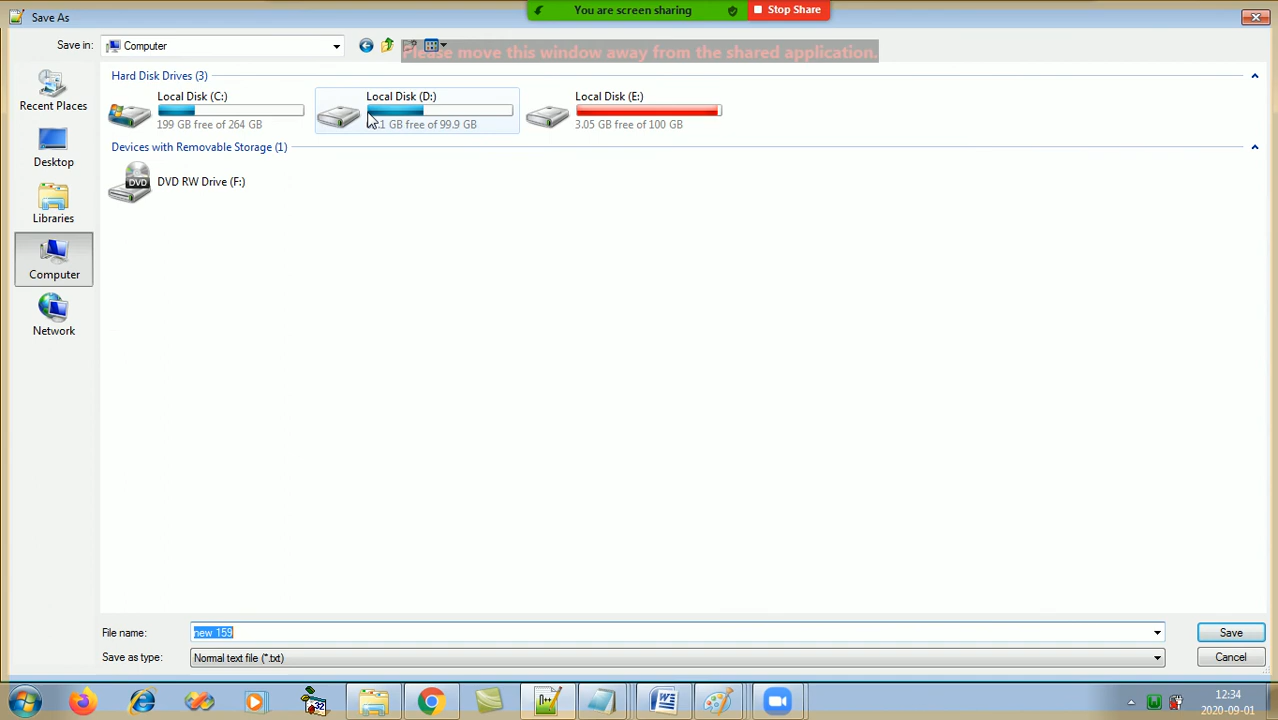 Save As
You are screen sharing
Stop Share
Save in:
Computer
Please move this window away from the shared application.
Hard Disk Drives (3)
Local Disk (C:)
199 GB free of 264 GB
Local Disk (D:)
.1 GB free of 99.9 GB
Local Disk (E:)
3.05 GB free of 100 GB
Devices with Removable Storage (1)
DVD
DVD RW Drive (F:)
Recent Places
Desktop
Libraries
Computer
Network
File name:
new 159
Save
Save as type:
Normal text file (*.txt)
Cancel
32
12:34
2020-09-01